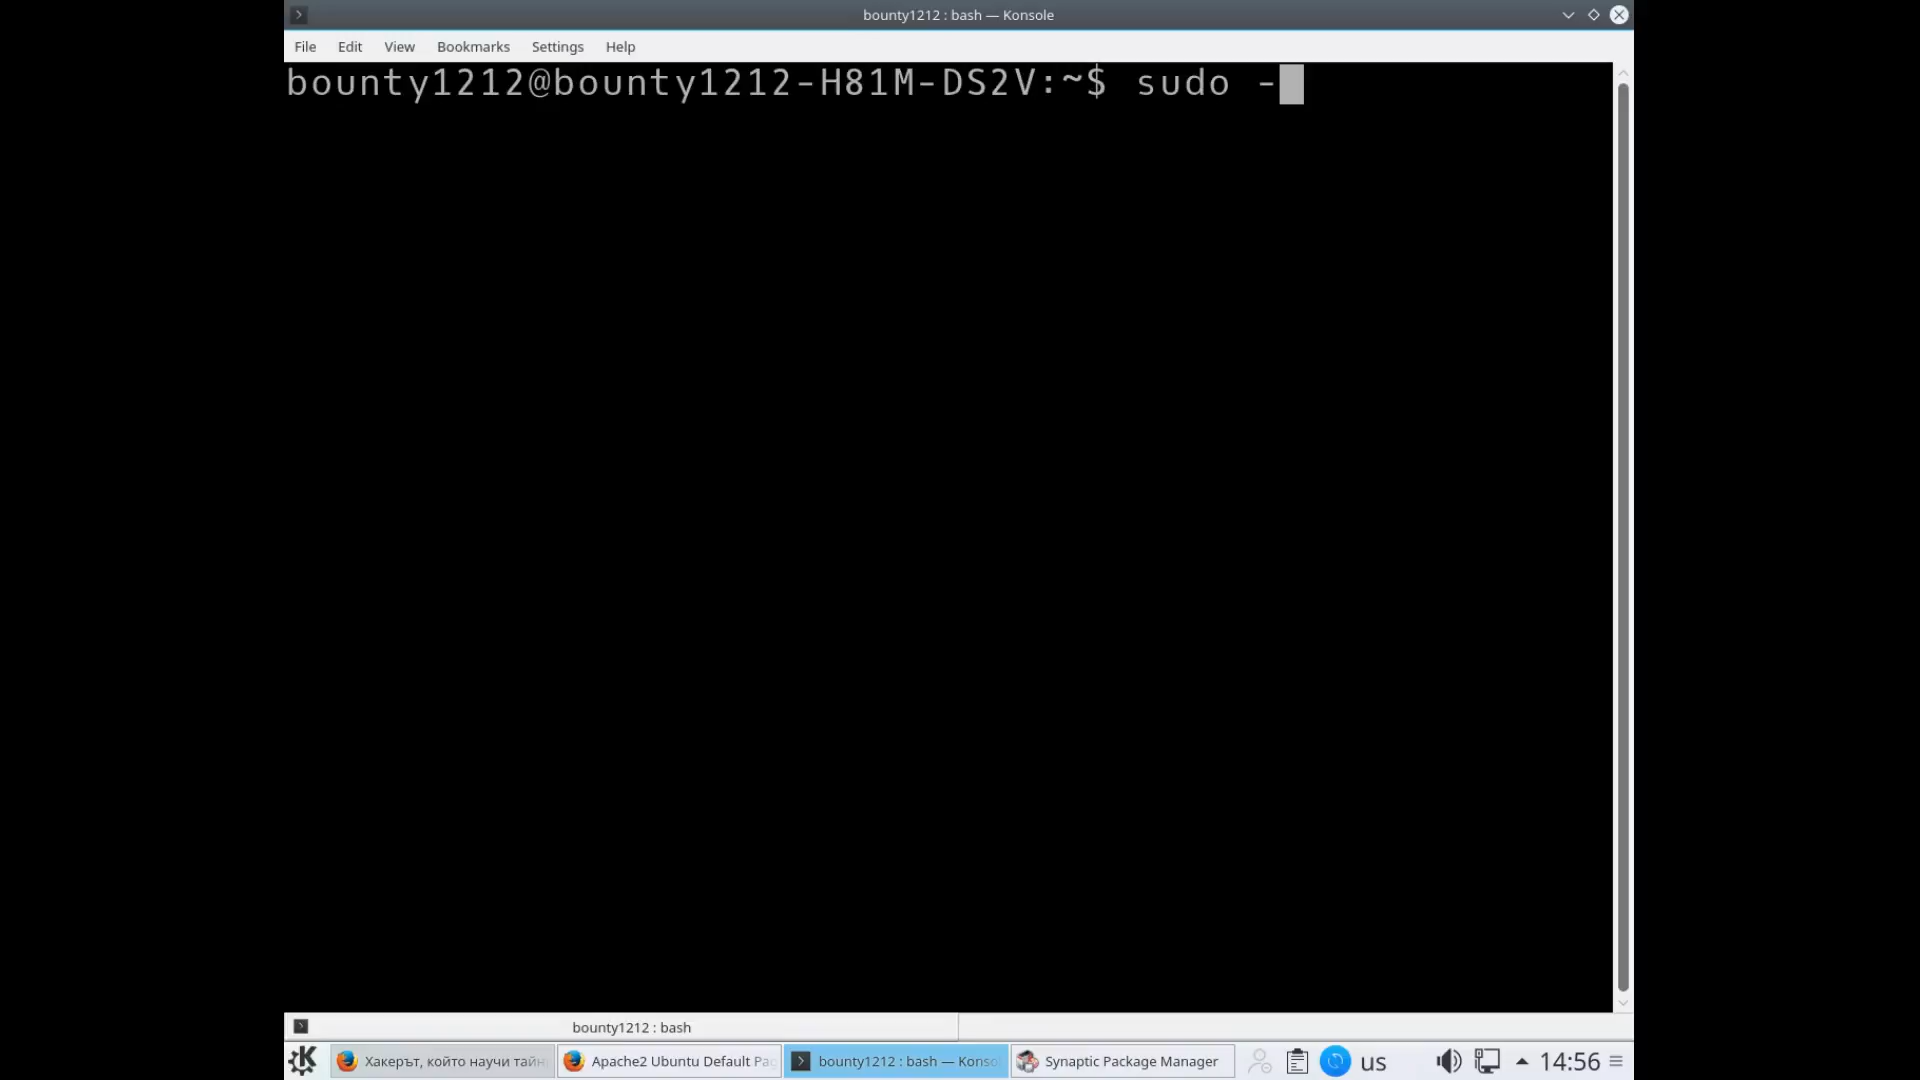 bounty1212 : bash — Konsole
File Edit View Bookmarks Settings Help
bounty1212@bounty1212-H81M-DS2V:~$ sudo -
bounty1212 : bash
Хакерът, който научи тайн Apache2 Ubuntu Default Pag bounty1212 : bash — Konso Synaptic Package Manager us 14:56